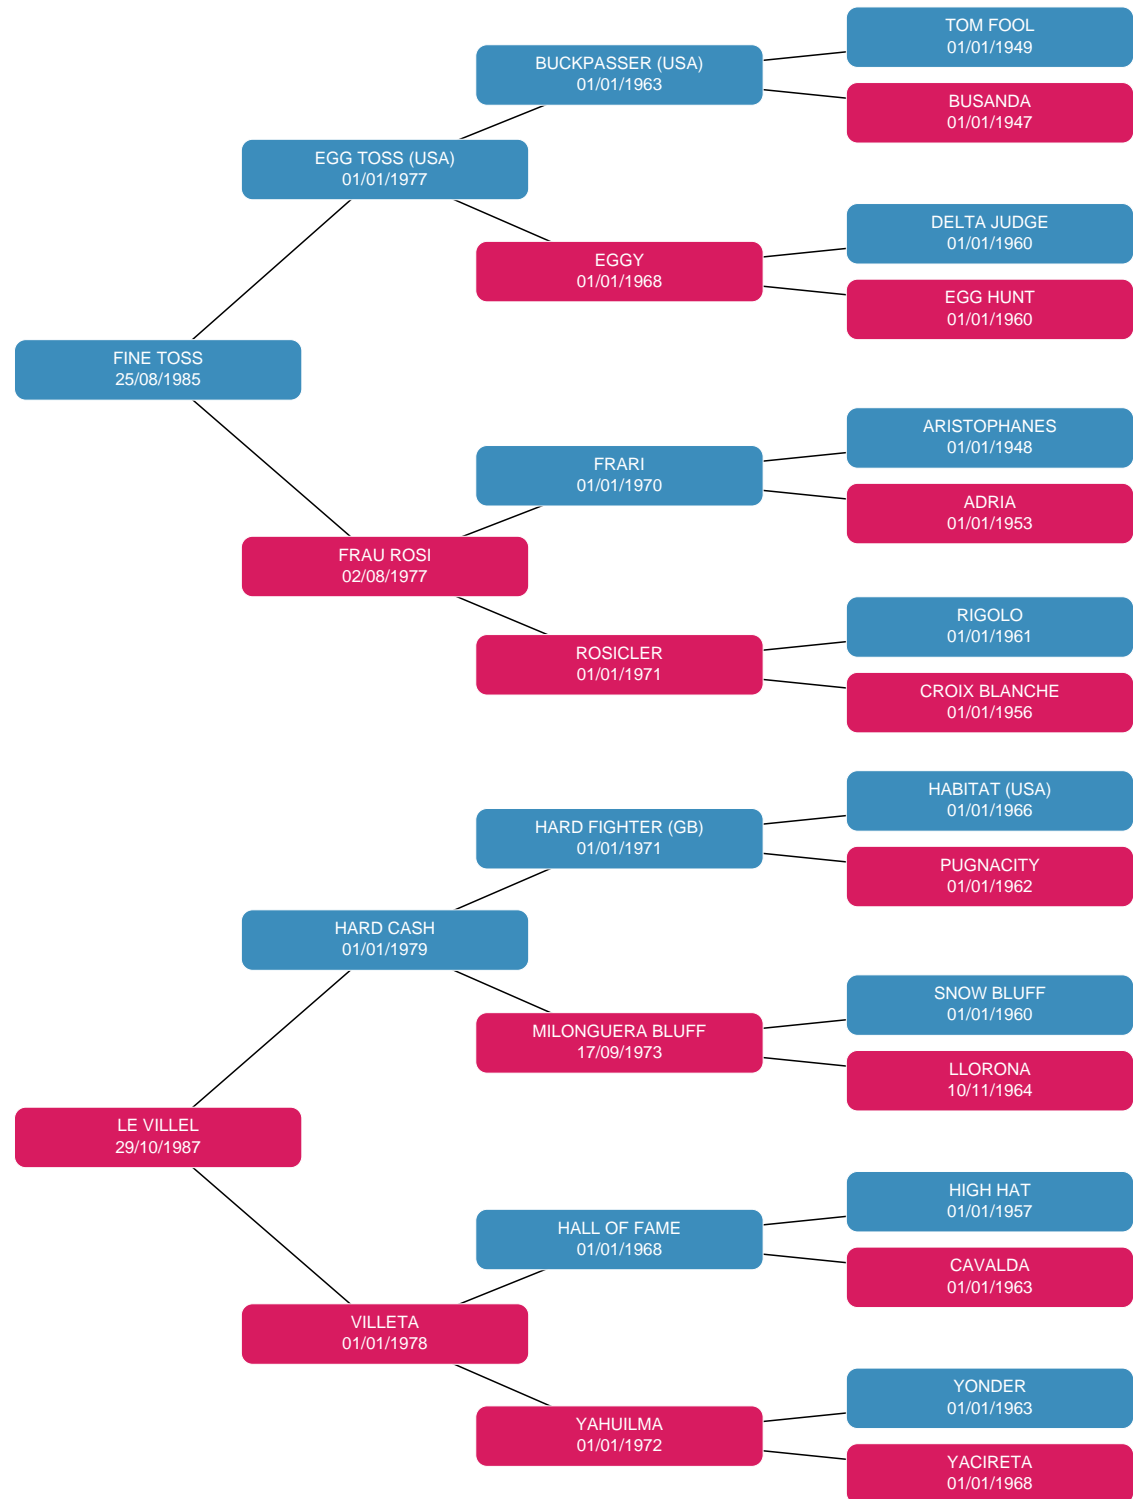 TOM FOOL
01/01/1949
BUCKPASSER (USA)
01/01/1963
BUSANDA
01/01/1947
EGG TOSS (USA)
01/01/1977
DELTA JUDGE
01/01/1960
EGGY
01/01/1968
EGG HUNT
01/01/1960
FINE TOSS
25/08/1985
ARISTOPHANES
01/01/1948
FRARI
01/01/1970
ADRIA
01/01/1953
FRAU ROSI
02/08/1977
RIGOLO
01/01/1961
ROSICLER
01/01/1971
CROIX BLANCHE
01/01/1956
HABITAT (USA)
01/01/1966
HARD FIGHTER (GB)
01/01/1971
PUGNACITY
01/01/1962
HARD CASH
01/01/1979
SNOW BLUFF
01/01/1960
MILONGUERA BLUFF
17/09/1973
LLORONA
10/11/1964
LE VILLEL
29/10/1987
HIGH HAT
01/01/1957
HALL OF FAME
01/01/1968
CAVALDA
01/01/1963
VILLETA
01/01/1978
YONDER
01/01/1963
YAHUILMA
01/01/1972
YACIRETA
01/01/1968